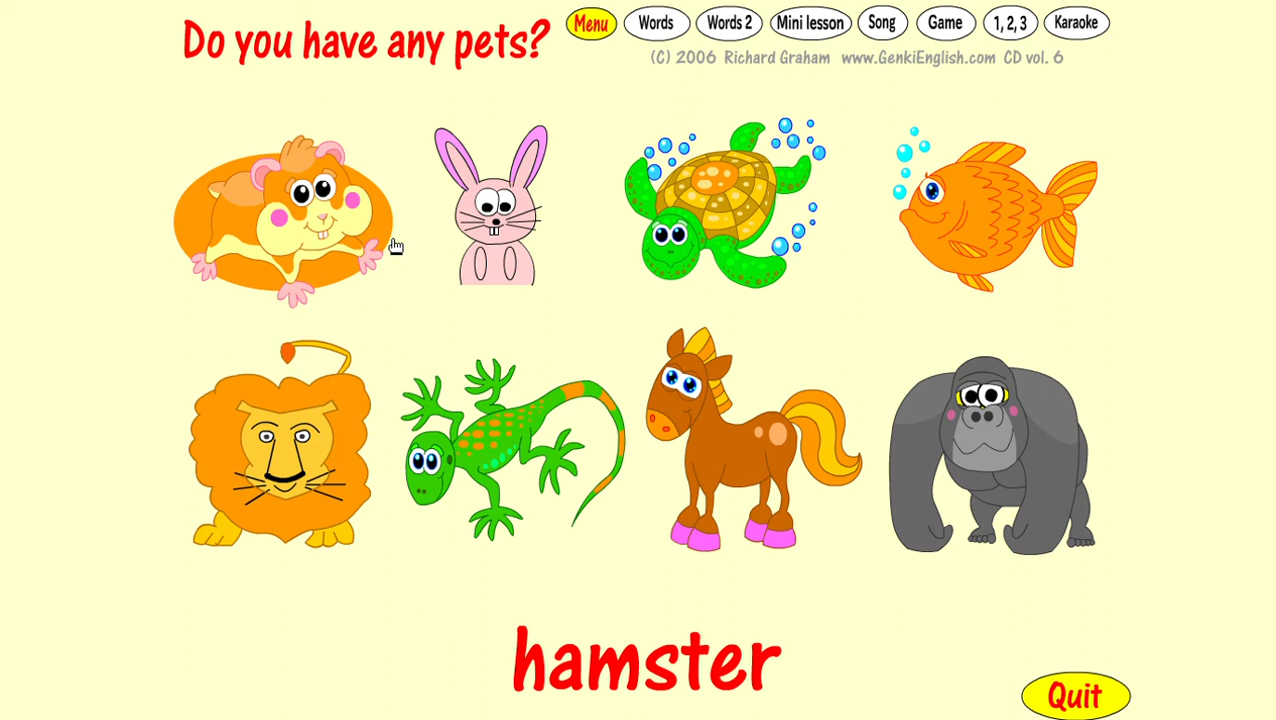 Do you have any pets?
Menu
Words
Words 2
Mini lesson
Song
Game
1, 2, 3
Karaoke
(C) 2006 Richard Graham www.GenkiEnglish.com CD vol. 6
hamster
Quit